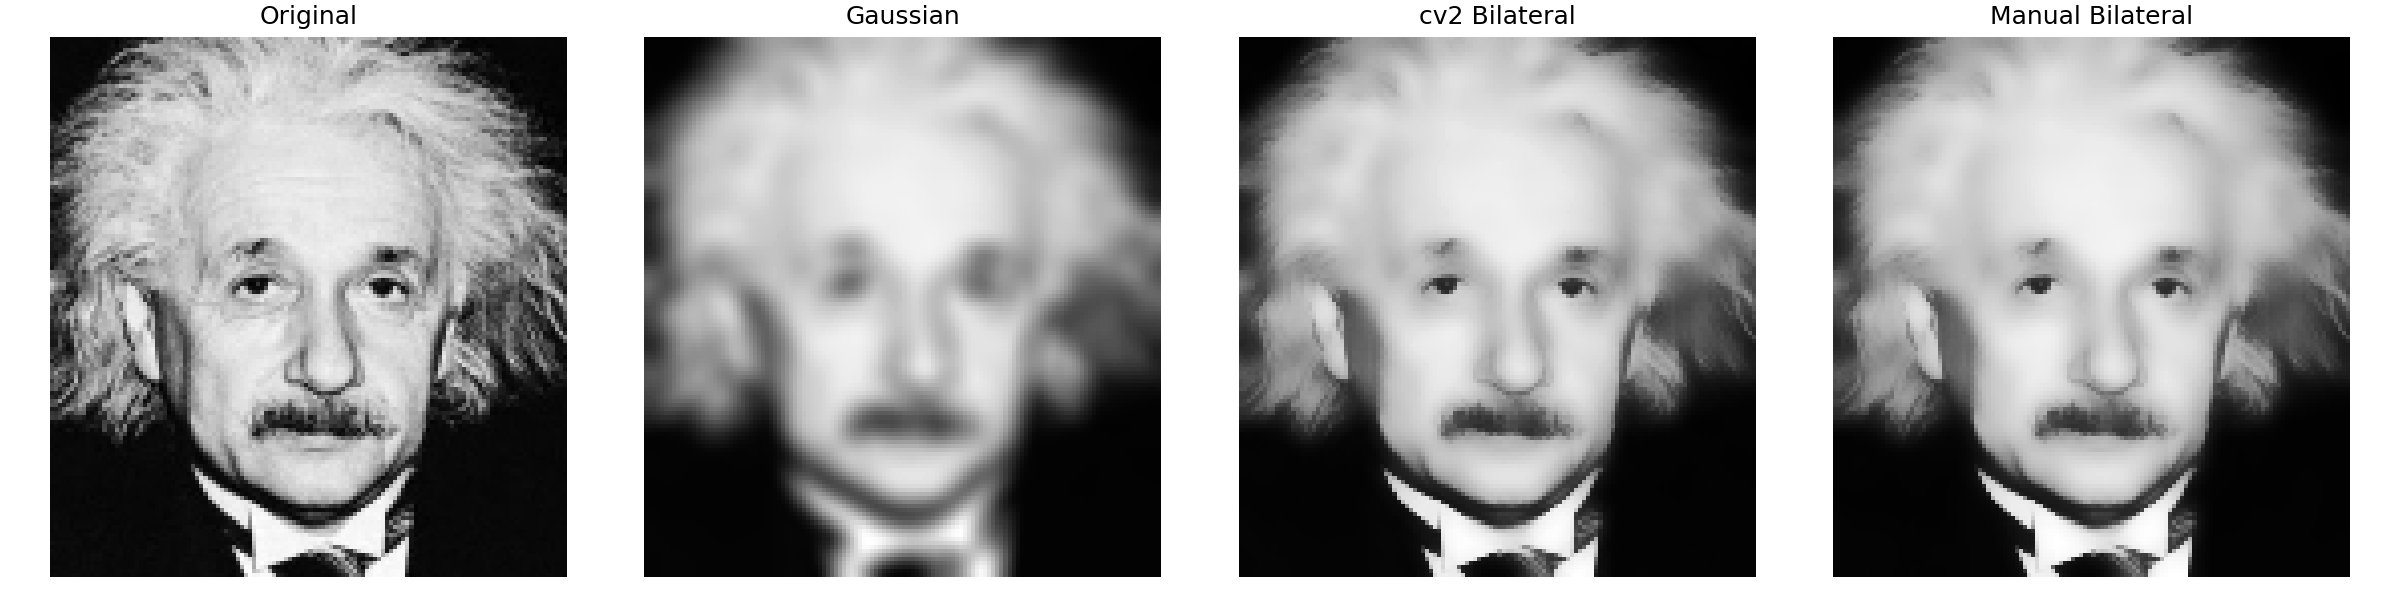 Original
Gaussian
cv2 Bilateral
Manual Bilateral